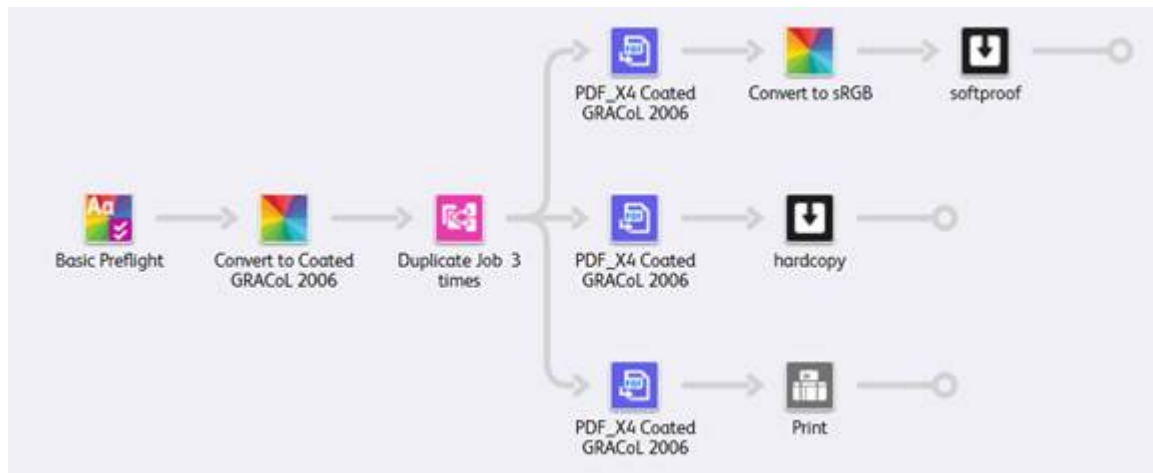 PDF_X4 Coated
GRACoL 2006
Convert to sRGB
softproof
Aa
Basic Preflight
Convert to Coated
GRACoL 2006
Duplicate Job 3
times
PDF_X4 Coated
GRACoL 2006
hardcopy
PDF_X4 Coated
GRACoL 2006
Print